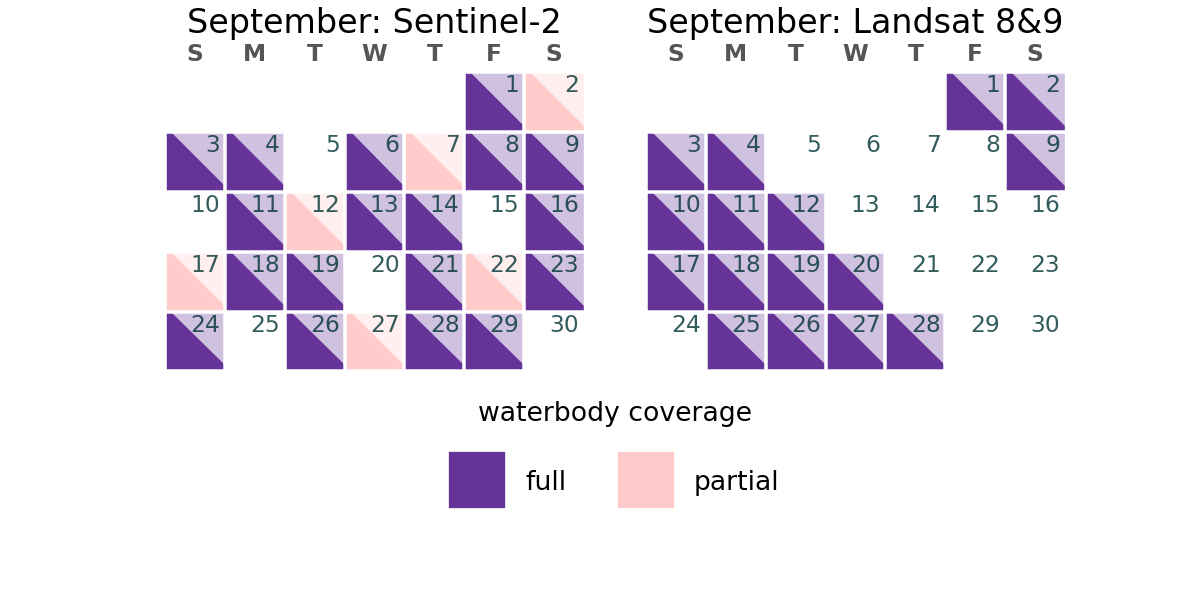 September: Sentinel-2
S M T W T F S
1 2
3 4 5 6 7 8 9
10 11 12 13 14 15 16
17 18 19 20 21 22 23
24 25 26 27 28 29 30
September: Landsat 8&9
S M T W T F S
1 2
3 4 5 6 7 8 9
10 11 12 13 14 15 16
17 18 19 20 21 22 23
24 25 26 27 28 29 30
waterbody coverage
full partial